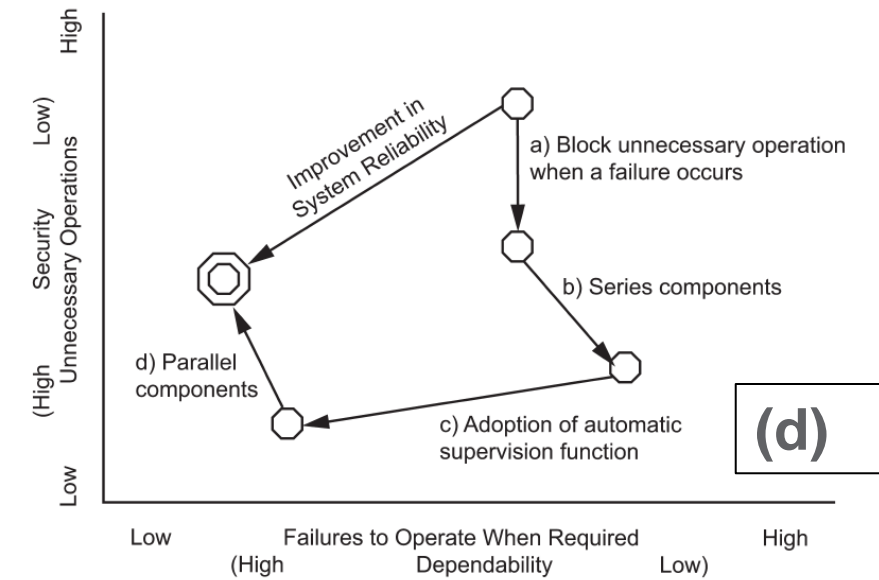 High
Low)
Security
(High
Unnecessary Operations
Low
Improvement in
System Reliability
a) Block unnecessary operation
when a failure occurs
b) Series components
d) Parallel
components
c) Adoption of automatic
supervision function
(d)
Low Failures to Operate When Required High
(High Dependability Low)